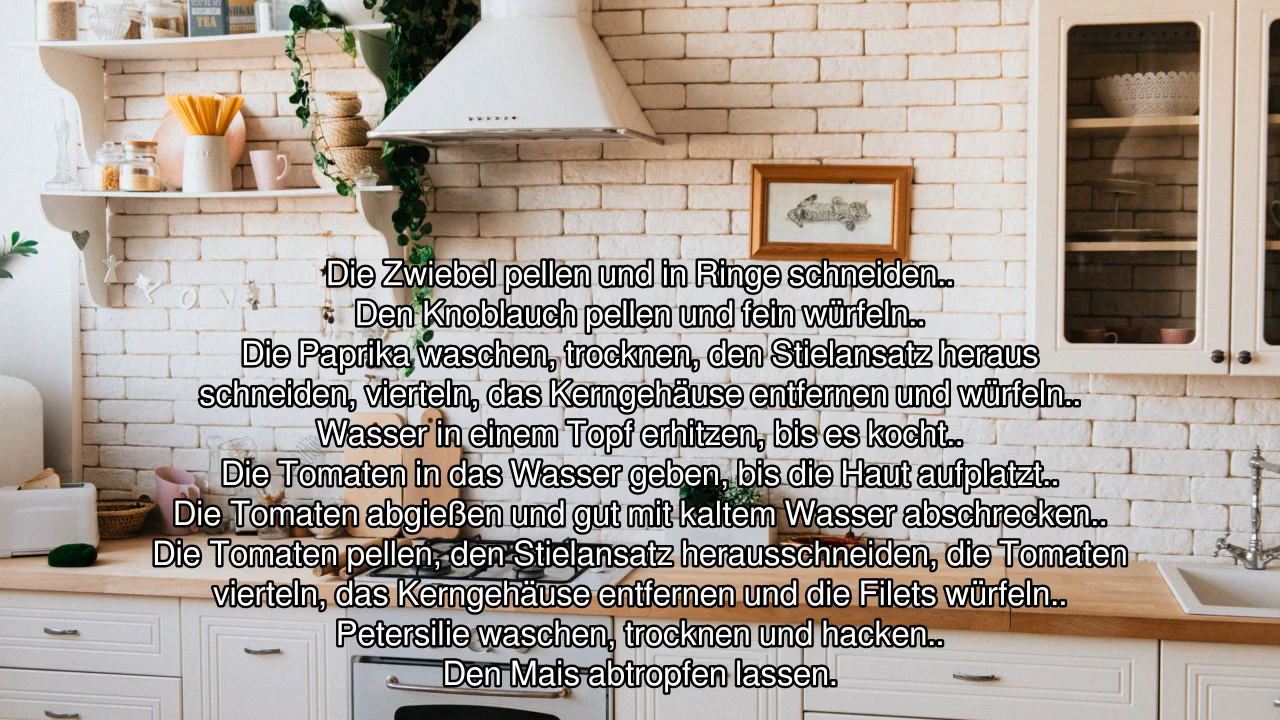 TEA
Die Zwiebel pellen und in Ringe schneiden..
Den Knoblauch pellen und fein würfeln..
Die Paprika waschen, trocknen, den Stielansatz heraus
schneiden, vierteln, das Kerngehäuse entfernen und würfeln..
Wasser in einem Topf erhitzen, bis es kocht..
Die Tomaten in das Wasser geben, bis die Haut aufplatzt..
Die Tomaten abgießen und gut mit kaltem Wasser abschrecken..
Die Tomaten pellen, den Stielansatz herausschneiden, die Tomaten
vierteln, das Kerngehäuse entfernen und die Filets würfeln..
Petersilie waschen, trocknen und hacken..
Den Mais abtropfen lassen.